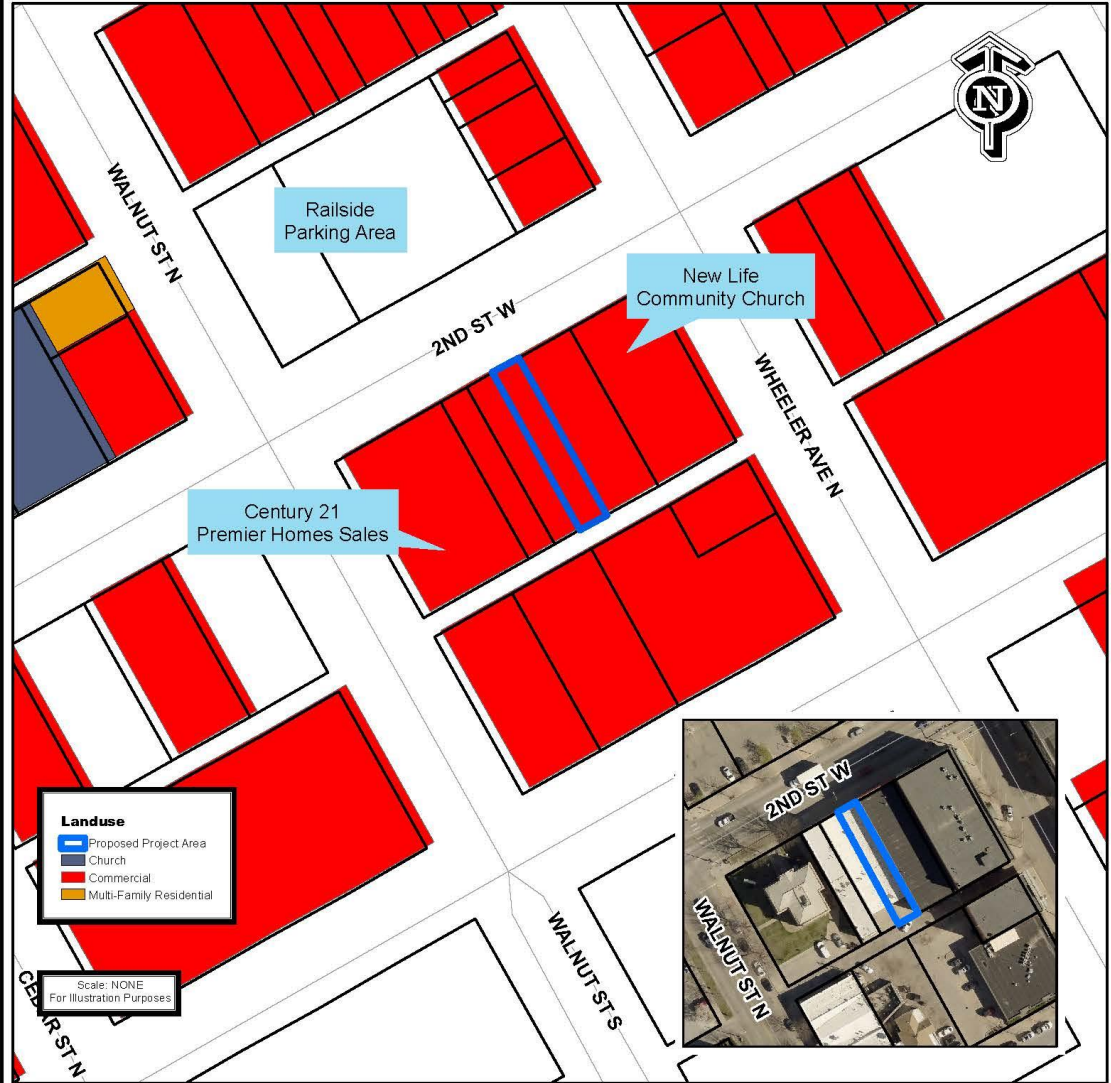 N
WALNUT ST N
Railside
Parking Area
New Life
Community Church
2ND ST W
WHEELER AVE N
Century 21
Premier Homes Sales
Landuse
Proposed Project Area
Church
Commercial
Multi-Family Residential
Scale: NONE
For Illustration Purposes
CEDAR ST N
WALNUT ST S
2ND ST W
WALNUT ST N